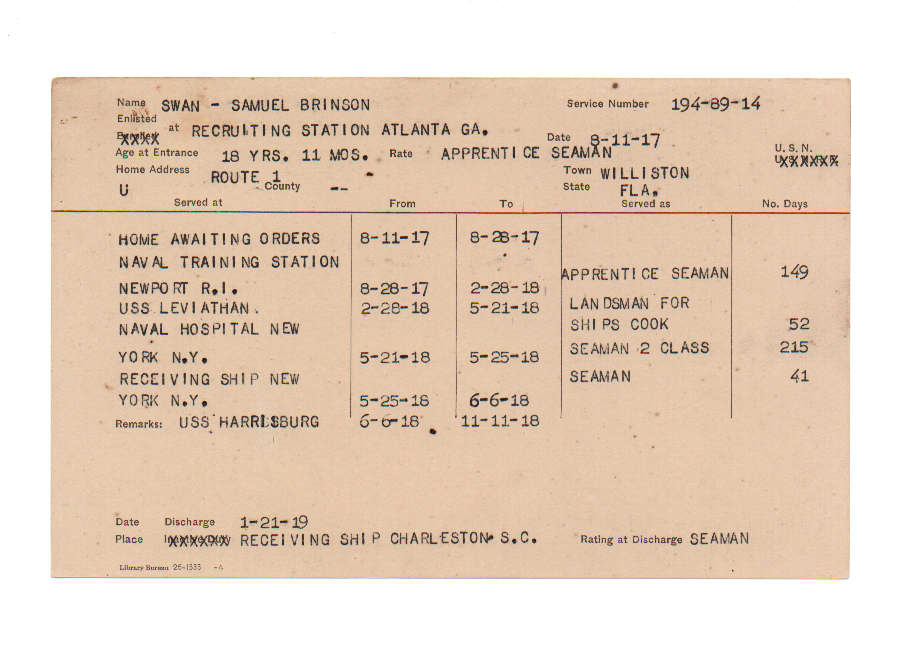 Name SWAN - SAMUEL BRINSON Service Number 194-89-14
Enlisted
XXXX at RECRUITING STATION ATLANTA GA. Date 8-11-17
Age at Entrance 18 YRS. 11 MOS. Rate APPRENTICE SEAMAN U. S. N.
Home Address ROUTE 1 Town WILLISTON
U County -- State FLA.
Served at From To Served as No. Days
HOME AWAITING ORDERS 8-11-17 8-28-17
NAVAL TRAINING STATION APPRENTICE SEAMAN 149
NEWPORT R.I. 8-28-17 2-28-18
USS LEVIATHAN. 2-28-18 5-21-18 LANDSMAN FOR
NAVAL HOSPITAL NEW SHIPS COOK 52
YORK N.Y. 5-21-18 5-25-18 SEAMAN 2 CLASS 215
RECEIVING SHIP NEW SEAMAN 41
YORK N.Y. 5-25-18 6-6-18
Remarks: USS HARRISBURG 6-6-18 11-11-18
Date Discharge 1-21-19
Place XXXXXX RECEIVING SHIP CHARLESTON S.C. Rating at Discharge SEAMAN
Library Bureau 26-1333 -A